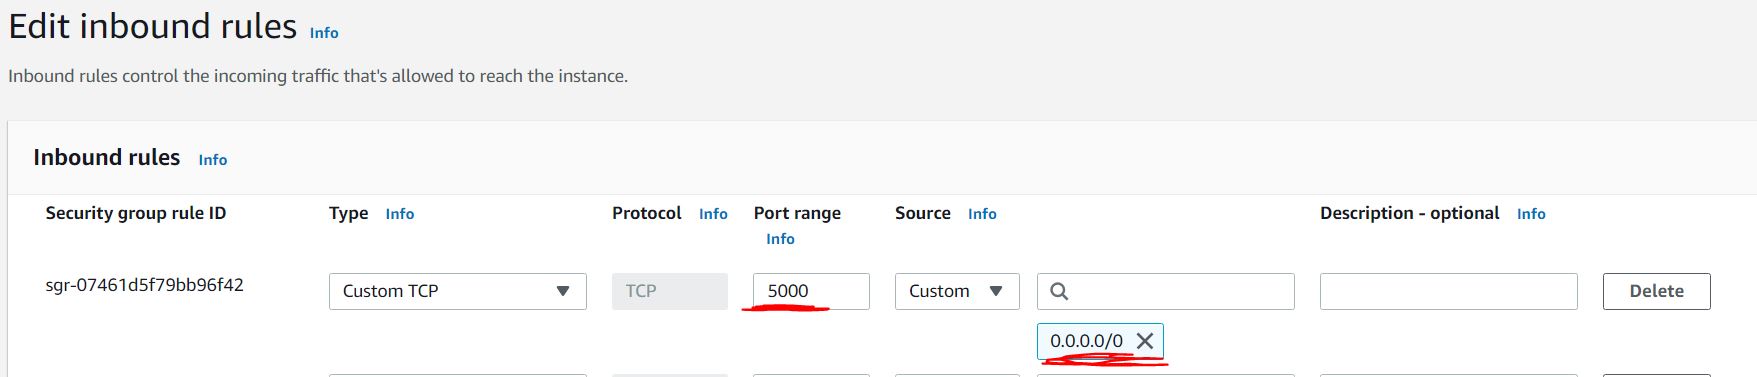 Edit inbound rules Info
Inbound rules control the incoming traffic that's allowed to reach the instance.
Inbound rules Info
Security group rule ID Type Info Protocol Info Port range Source Info Description - optional Info
Info
sgr-07461d5f79bb96f42 Custom TCP TCP 5000 Custom Delete
0.0.0.0/0